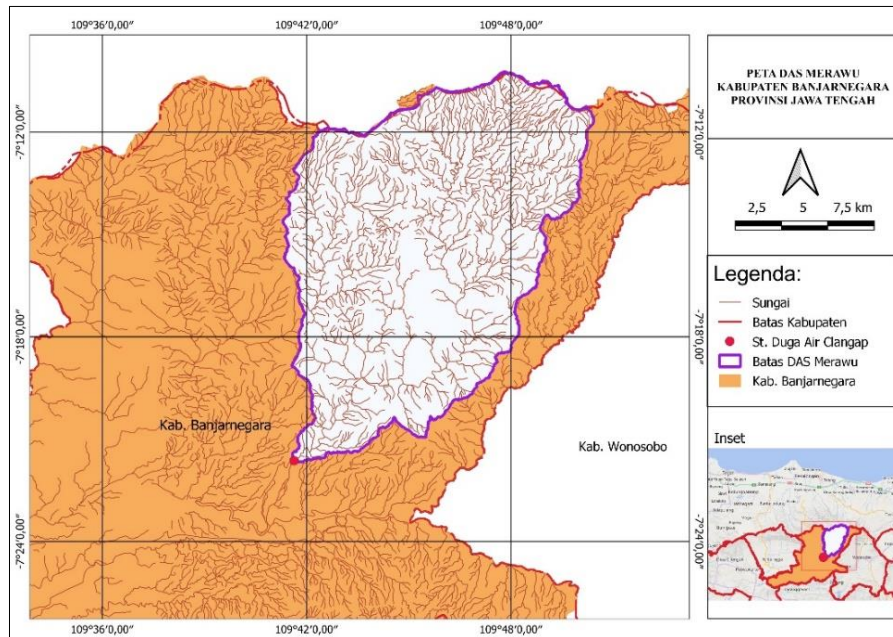 109°36'0,00" 109°42'0,00" 109°48'0,00"
PETA DAS MERAWU
KABUPATEN BANJARNEGARA
PROVINSI JAWA TENGAH
-7°12'0,00" -7°12'0,00"
2,5 5 7,5 km
Legenda:
Sungai
Batas Kabupaten
St. Duga Air Clangap
Batas DAS Merawu
Kab. Banjarnegara
-7°18'0,00" -7°18'0,00"
Kab. Banjarnegara
Kab. Wonosobo
Inset
-7°24'0,00" -7°24'0,00"
109°36'0,00" 109°42'0,00" 109°48'0,00"